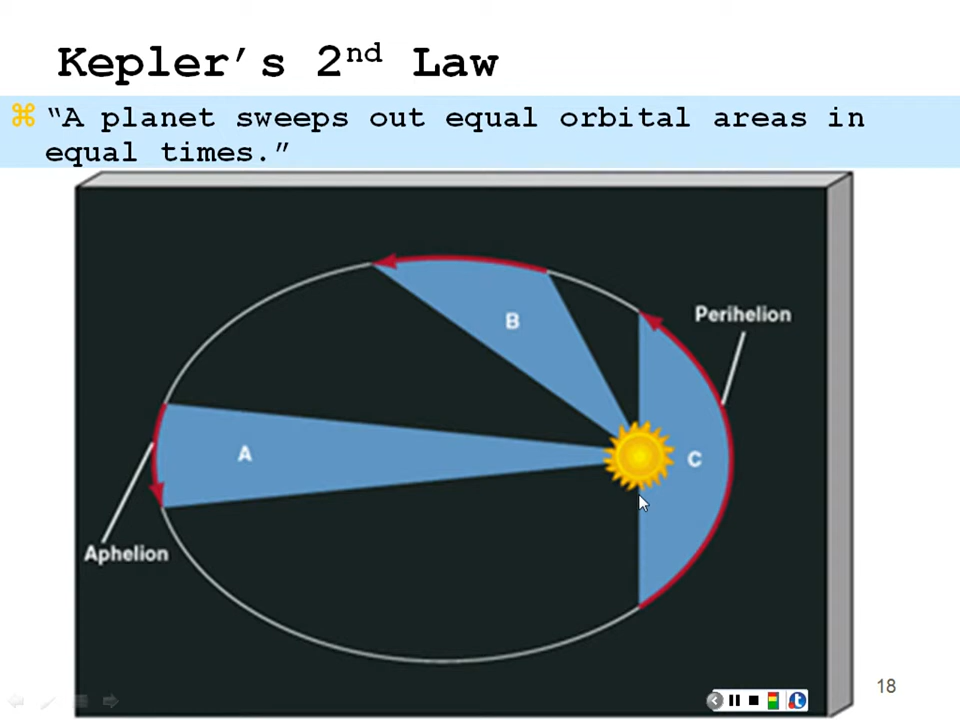 Kepler’s 2nd Law
“A planet sweeps out equal orbital areas in
equal times.”
Perihelion
B
A
C
Aphelion
18